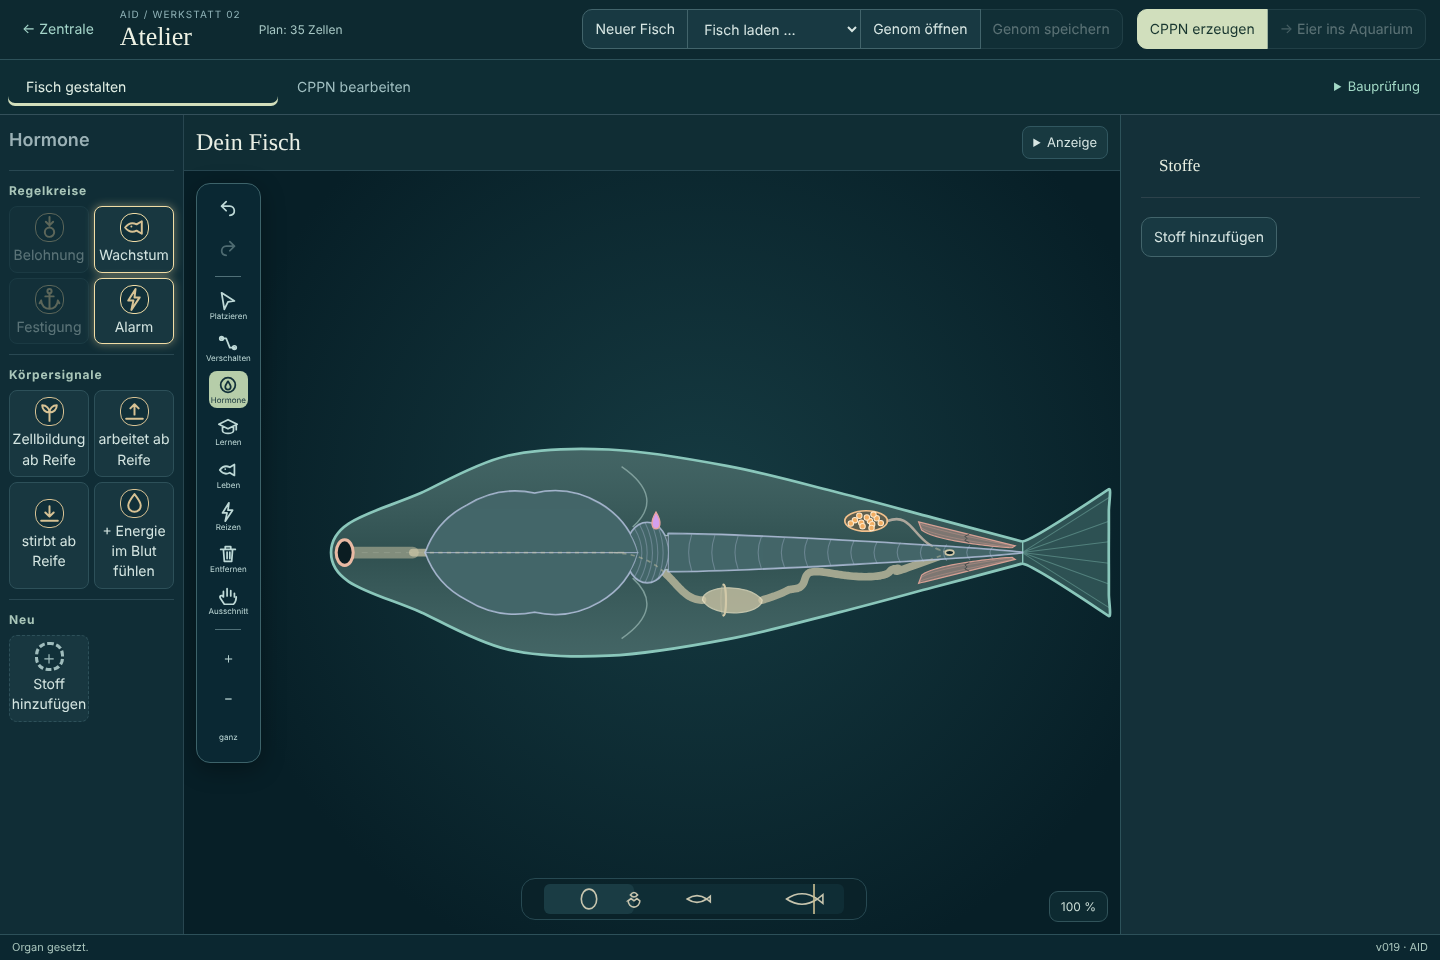 ← Zentrale
AID / WERKSTATT 02
Atelier
Plan: 35 Zellen
Neuer Fisch
Fisch laden ...
Genom öffnen
Genom speichern
CPPN erzeugen
→ Eier ins Aquarium
Fisch gestalten
CPPN bearbeiten
▶ Bauprüfung
Hormone
Regelkreise
Belohnung
Wachstum
Festigung
Alarm
Körpersignale
Zellbildung
ab Reife
arbeitet ab
Reife
stirbt ab
Reife
+ Energie
im Blut
fühlen
Neu
+
Stoff
hinzufügen
Dein Fisch
▶ Anzeige
Platzieren
Verschalten
Hormone
Lernen
Leben
Reizen
Entfernen
Ausschnitt
+
−
ganz
100 %
Stoffe
Stoff hinzufügen
Organ gesetzt.
v019 · AID